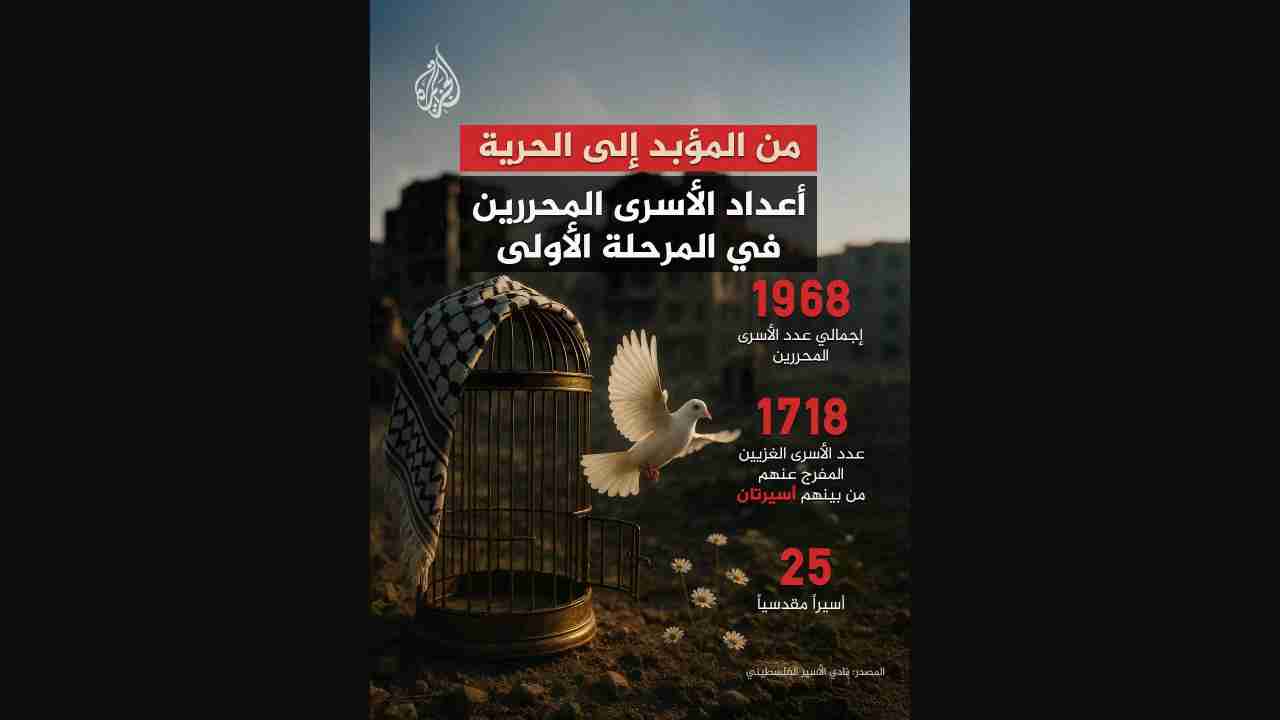 الجزيرة
من المؤبد إلى الحرية
أعداد الأسرى المحررين
في المرحلة الأولى
1968
إجمالي عدد الأسرى
المحررين
1718
عدد الأسرى الغزيين
المفرج عنهم
من بينهم أسيرتان
25
أسيراً مقدسياً
المصدر: نادي الأسير الفلسطيني